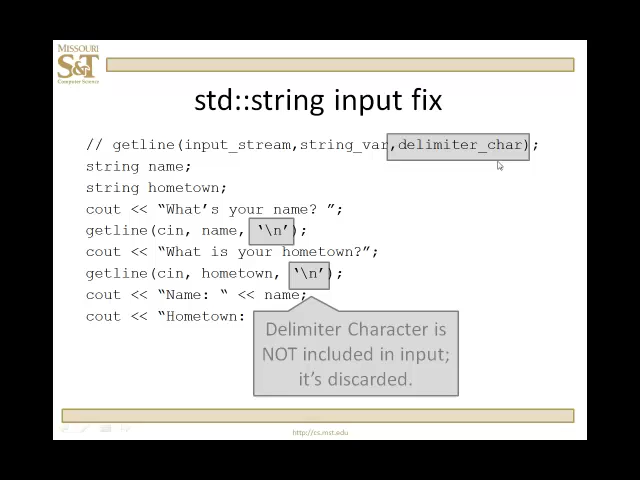 MISSOURI
S&T
Computer Science
std::string input fix
// getline(input_stream,string_var,delimiter_char);
string name;
string hometown;
cout << “What’s your name? ”;
getline(cin, name, ‘\n’);
cout << “What is your hometown?”;
getline(cin, hometown, ‘\n’);
cout << “Name: “ << name;
cout << “Hometown:
Delimiter Character is
NOT included in input;
it’s discarded.
http://cs.mst.edu